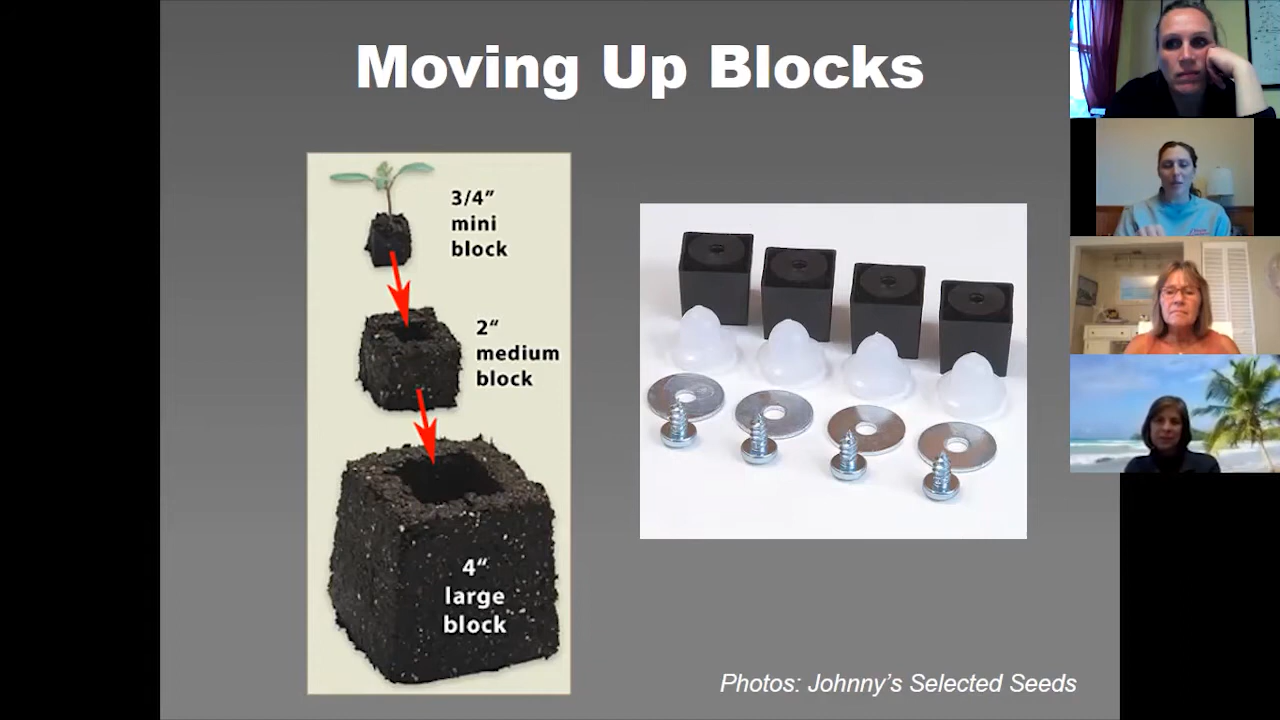 Moving Up Blocks
3/4”
mini
block
2“
medium
block
4“
large
block
Photos: Johnny’s Selected Seeds